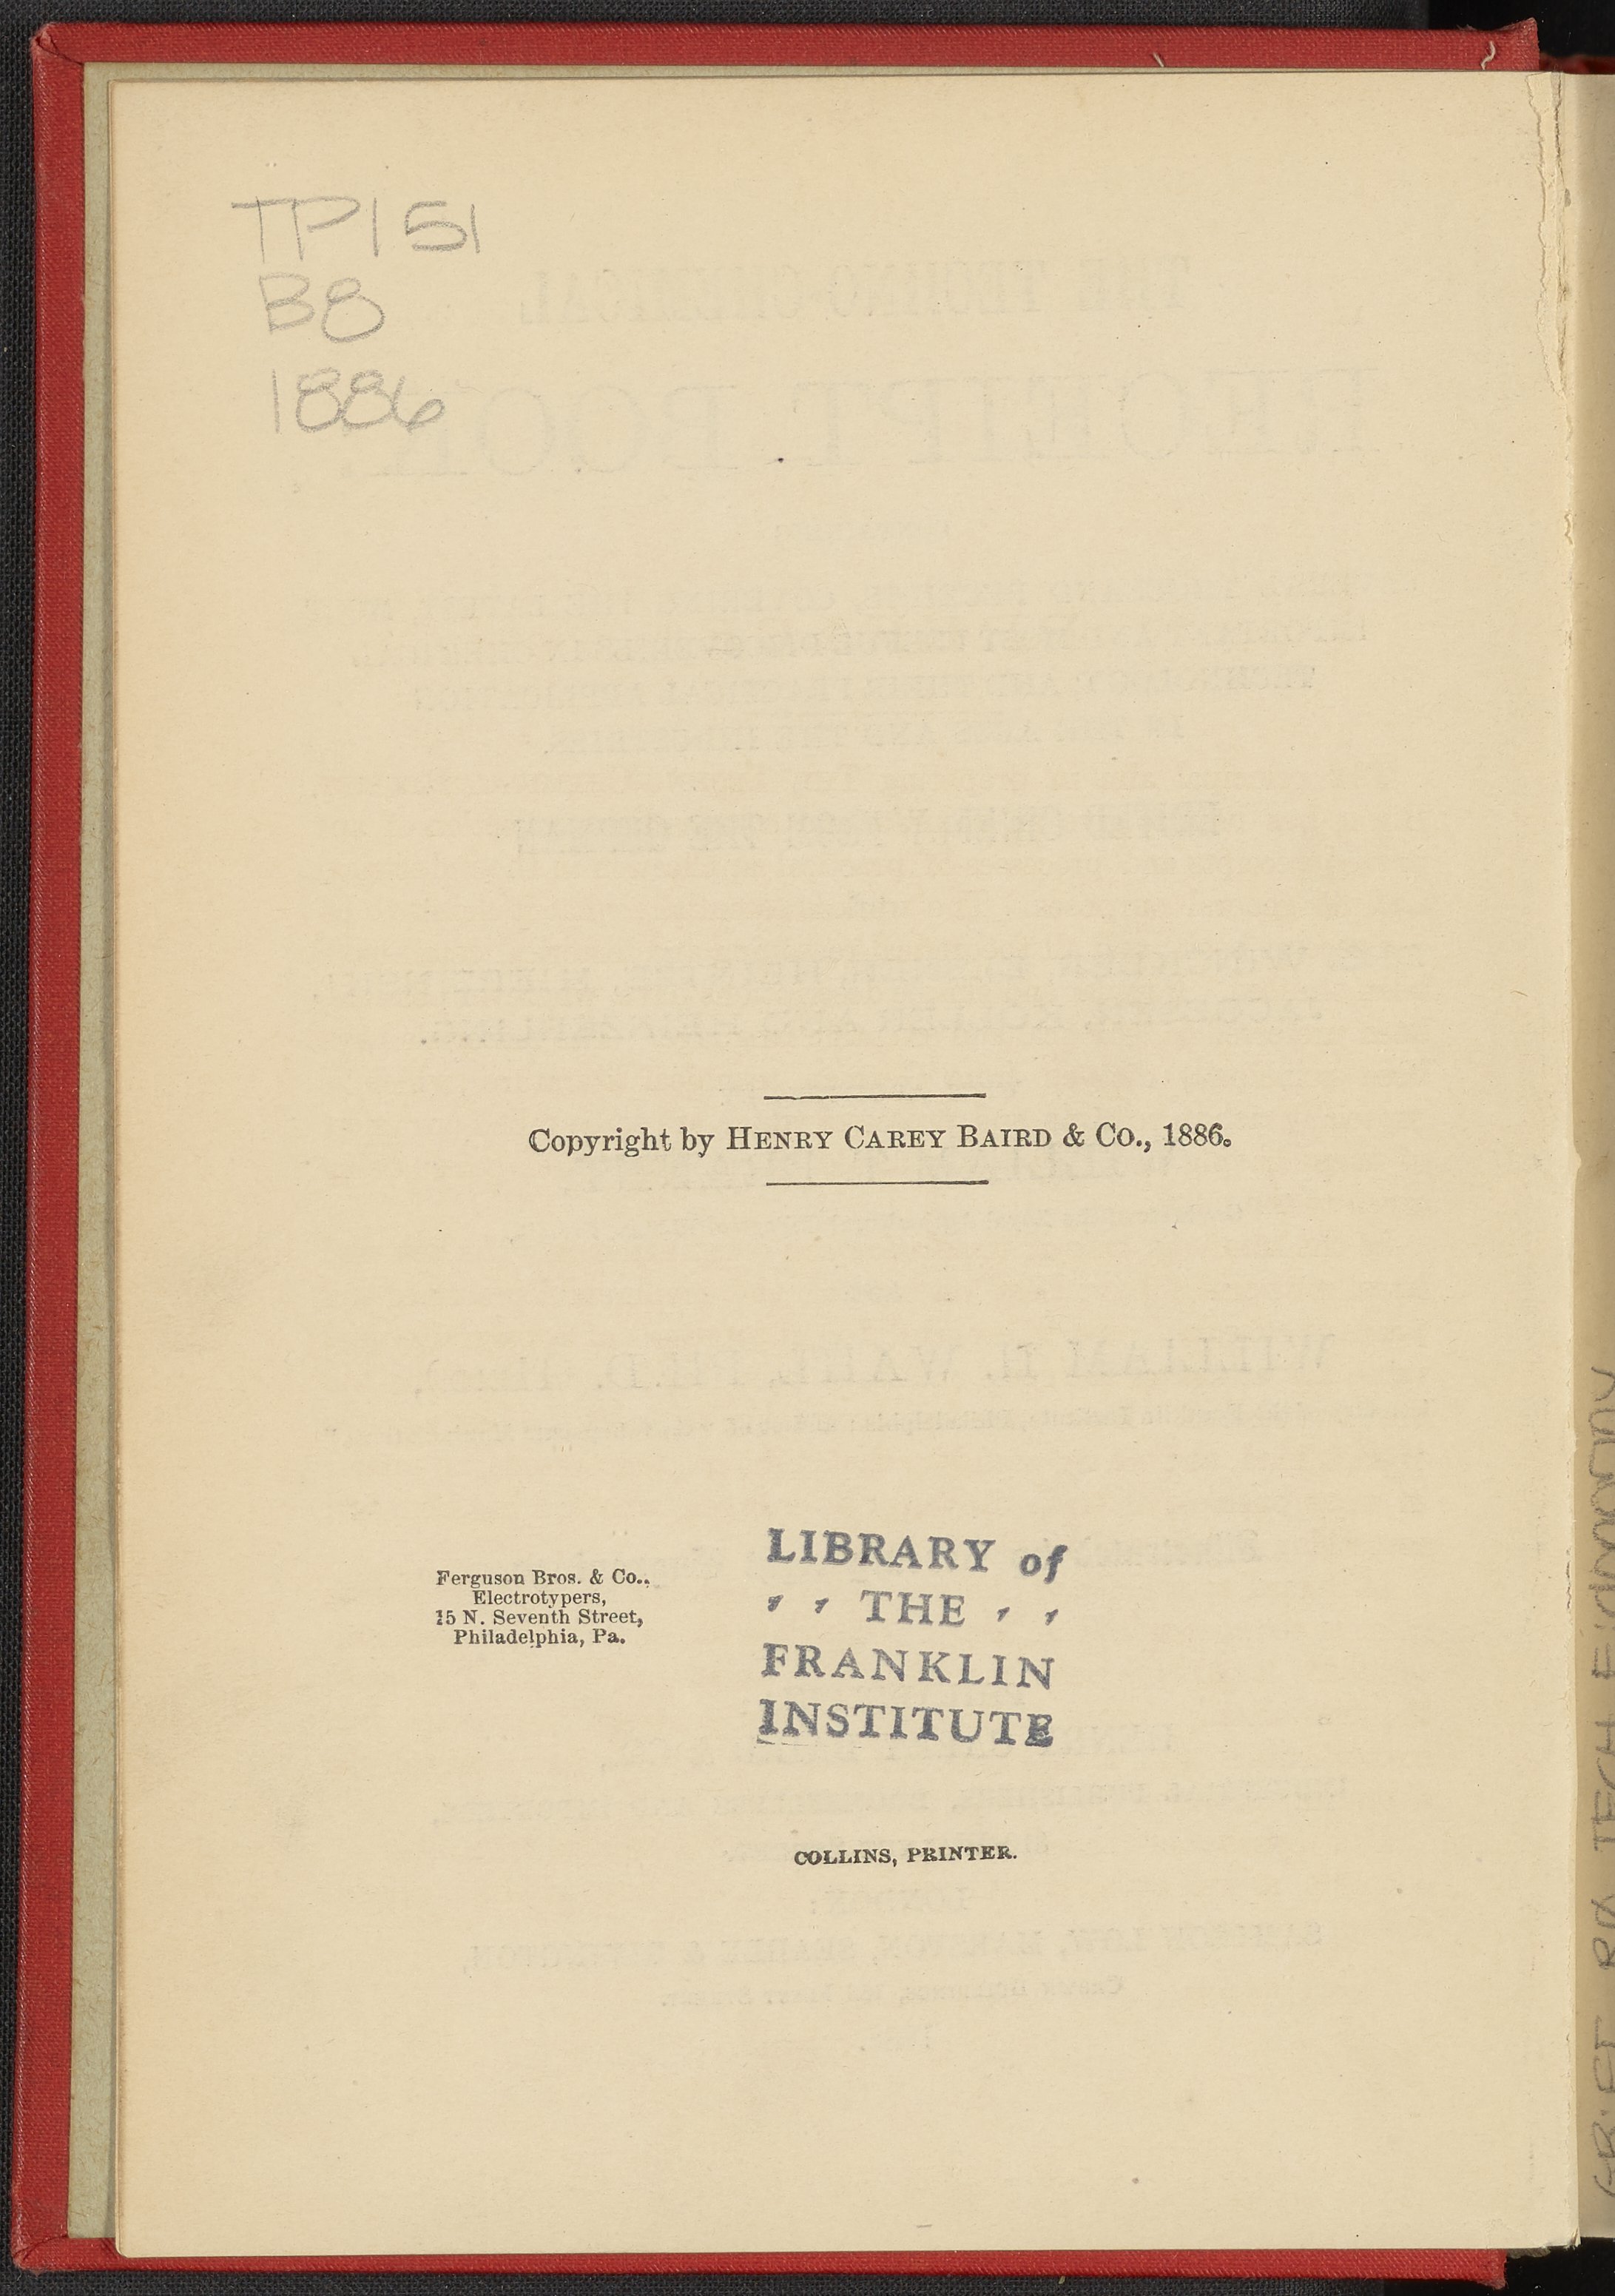 TP151
B8
1886
Copyright by HENRY CAREY BAIRD & CO., 1886.
Ferguson Bros. & Co.,
Electrotypers,
15 N. Seventh Street,
Philadelphia, Pa.
LIBRARY of
THE
FRANKLIN
INSTITUTE
COLLINS, PRINTER.